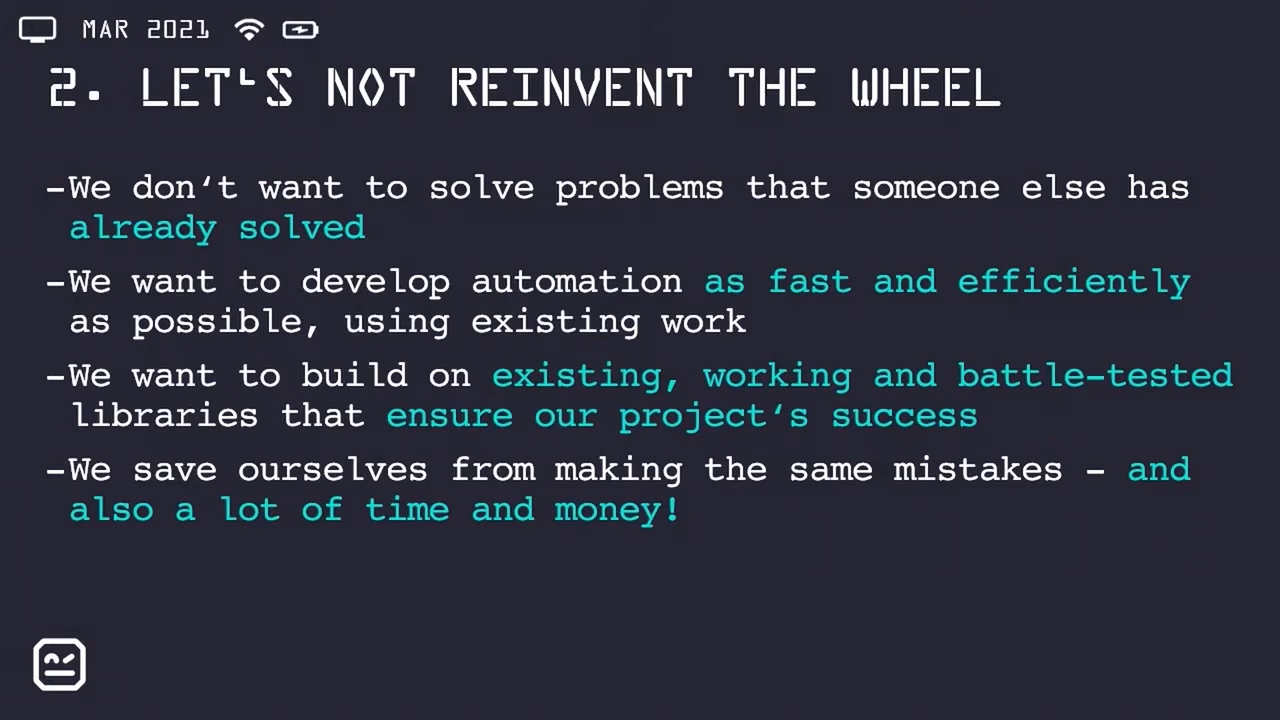 MAR 2021
2. LET'S NOT REINVENT THE WHEEL
-We don‘t want to solve problems that someone else has
already solved
-We want to develop automation as fast and efficiently
as possible, using existing work
-We want to build on existing, working and battle-tested
libraries that ensure our project‘s success
-We save ourselves from making the same mistakes - and
also a lot of time and money!